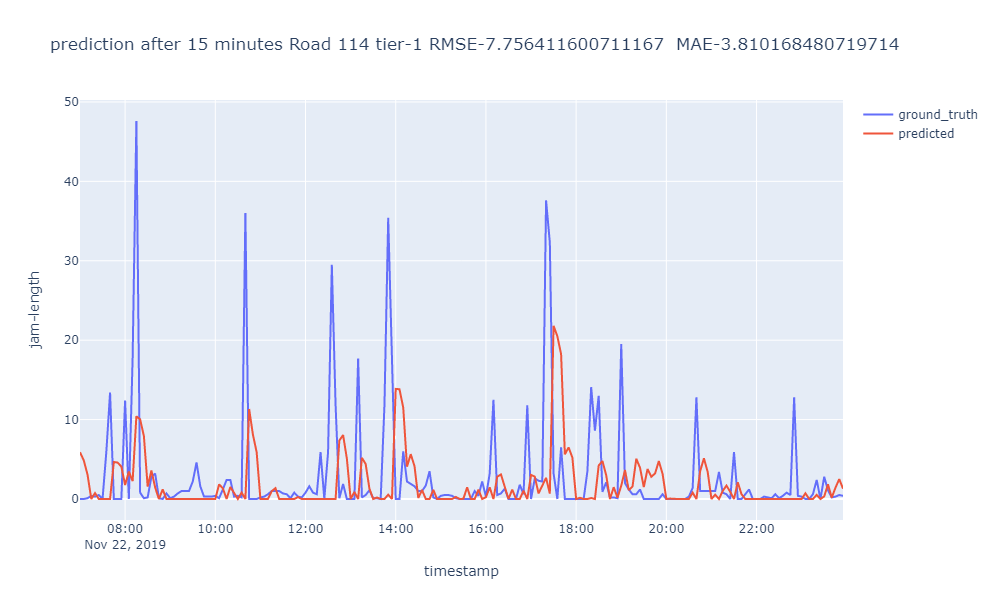 prediction after 15 minutes Road 114 tier-1 RMSE-7.756411600711167  MAE-3.810168480719714
50
40
30
20
10
0
jam-length
08:00 10:00 12:00 14:00 16:00 18:00 20:00 22:00
Nov 22, 2019
timestamp
ground_truth
predicted